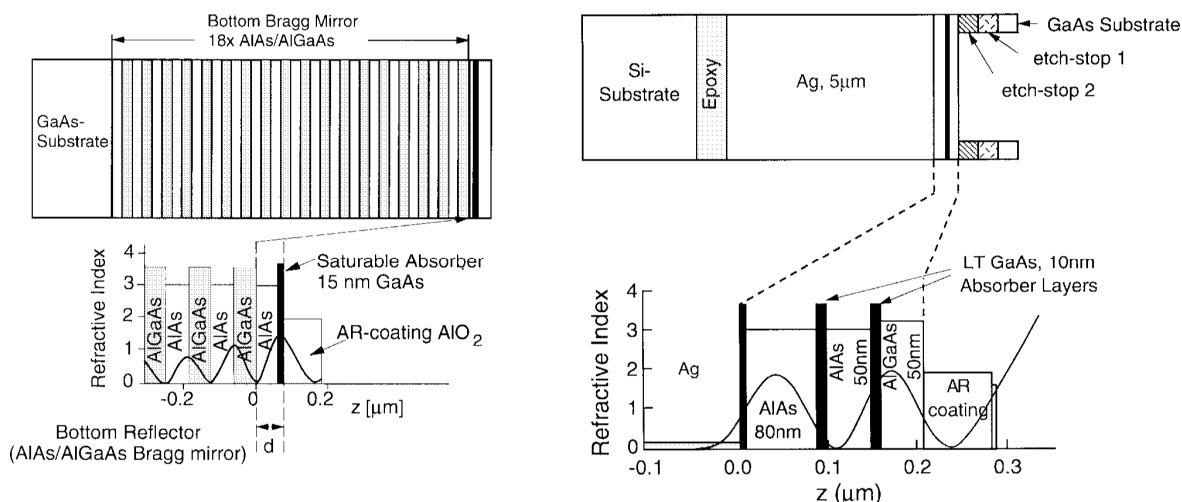 Bottom Bragg Mirror
18x AlAs/AlGaAs
GaAs-
Substrate
4
3
2
1
0
Refractive Index
AlGaAs
AlAs
AlGaAs
AlAs
AlGaAs
AlAs
Saturable Absorber
15 nm GaAs
AR-coating AlO2
-0.2
0
0.2
z [μm]
d
Bottom Reflector
(AlAs/AlGaAs Bragg mirror)
Si-
Substrate
Epoxy
Ag, 5μm
GaAs Substrate
etch-stop 1
etch-stop 2
LT GaAs, 10nm
Absorber Layers
4
3
2
1
0
Refractive Index
Ag
AlAs
80nm
AlAs
50nm
AlGaAs
50nm
AR
coating
-0.1
0.0
0.1
0.2
0.3
z (μm)